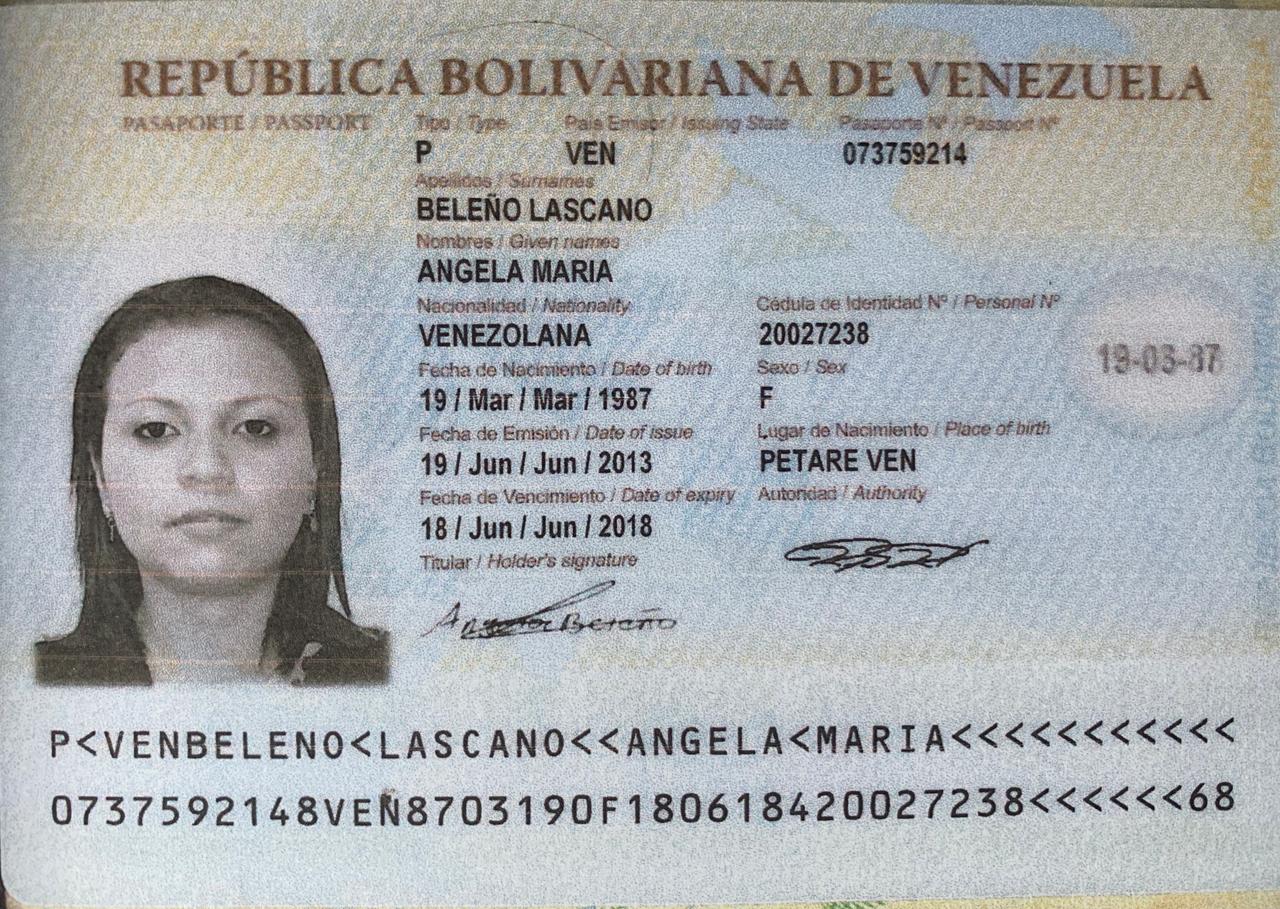 REPÚBLICA BOLIVARIANA DE VENEZUELA
PASAPORTE / PASSPORT Tipo / Type País Emisor / Issuing State Pasaporte Nº / Passport Nº
P VEN 073759214
Apellidos / Surnames
BELEÑO LASCANO
Nombres / Given names
ANGELA MARIA
Nacionalidad / Nationality Cédula de Identidad Nº / Personal Nº
VENEZOLANA 20027238
Fecha de Nacimiento / Date of birth Sexo / Sex
19 / Mar / Mar / 1987 F
Fecha de Emisión / Date of issue Lugar de Nacimiento / Place of birth
19 / Jun / Jun / 2013 PETARE VEN
Fecha de Vencimiento / Date of expiry Autoridad / Authority
18 / Jun / Jun / 2018
Titular / Holder's signature
19-03-87
P<VENBELENO<LASCANO<<ANGELA<MARIA<<<<<<<<<<<
0737592148VEN8703190F180618420027238<<<<<<68